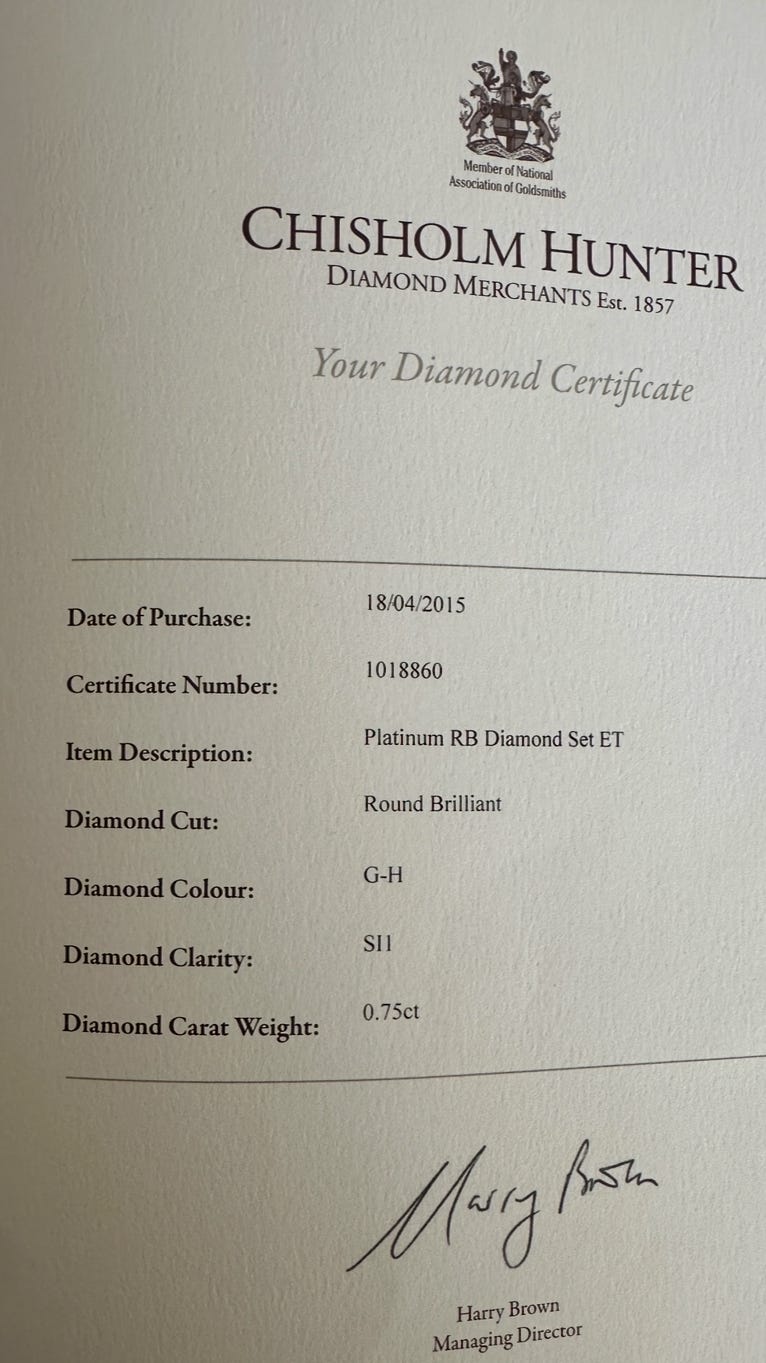 Member of National
Association of Goldsmiths
CHISHOLM HUNTER
DIAMOND MERCHANTS Est. 1857
Your Diamond Certificate
Date of Purchase: 18/04/2015
Certificate Number: 1018860
Item Description: Platinum RB Diamond Set ET
Diamond Cut: Round Brilliant
Diamond Colour: G-H
Diamond Clarity: SI1
Diamond Carat Weight: 0.75ct
Harry Brown
Harry Brown
Managing Director